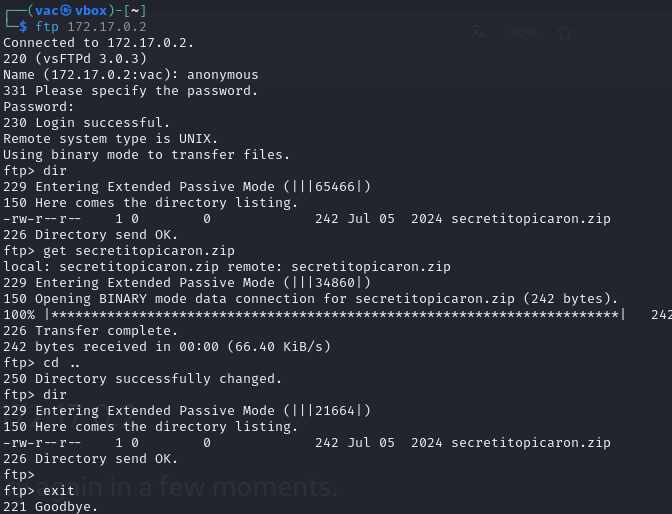 ┌──(vac㉿vbox)-[~]
└─$ ftp 172.17.0.2
Connected to 172.17.0.2.
220 (vsFTPd 3.0.3)
Name (172.17.0.2:vac): anonymous
331 Please specify the password.
Password:
230 Login successful.
Remote system type is UNIX.
Using binary mode to transfer files.
ftp> dir
229 Entering Extended Passive Mode (|||65466|)
150 Here comes the directory listing.
-rw-r--r--    1 0        0             242 Jul 05  2024 secretitopicaron.zip
226 Directory send OK.
ftp> get secretitopicaron.zip
local: secretitopicaron.zip remote: secretitopicaron.zip
229 Entering Extended Passive Mode (|||34860|)
150 Opening BINARY mode data connection for secretitopicaron.zip (242 bytes).
100% |***********************************************************************|   242
226 Transfer complete.
242 bytes received in 00:00 (66.40 KiB/s)
ftp> cd ..
250 Directory successfully changed.
ftp> dir
229 Entering Extended Passive Mode (|||21664|)
150 Here comes the directory listing.
-rw-r--r--    1 0        0             242 Jul 05  2024 secretitopicaron.zip
226 Directory send OK.
ftp>
ftp> exit
again in a few moments.
221 Goodbye.